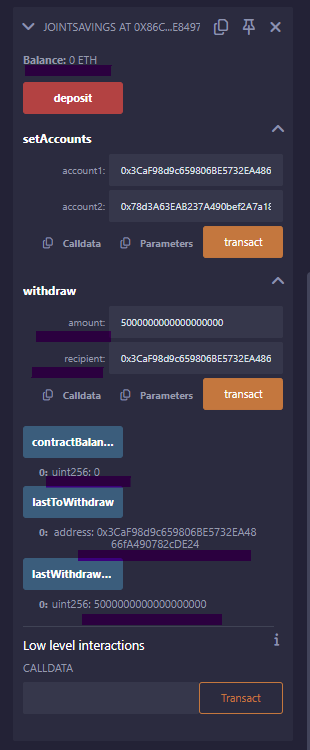 JOINTSAVINGS AT 0X86C...E8497
Balance: 0 ETH
deposit
setAccounts
account1: 0x3CaF98d9c659806BE5732EA486
account2: 0x78d3A63EAB237A490bef2A7a18
Calldata Parameters transact
withdraw
amount: 5000000000000000000
recipient: 0x3CaF98d9c659806BE5732EA486
Calldata Parameters transact
contractBalan...
0: uint256: 0
lastToWithdraw
0: address: 0x3CaF98d9c659806BE5732EA48
66fA490782cDE24
lastWithdraw...
0: uint256: 5000000000000000000
Low level interactions
CALLDATA
Transact